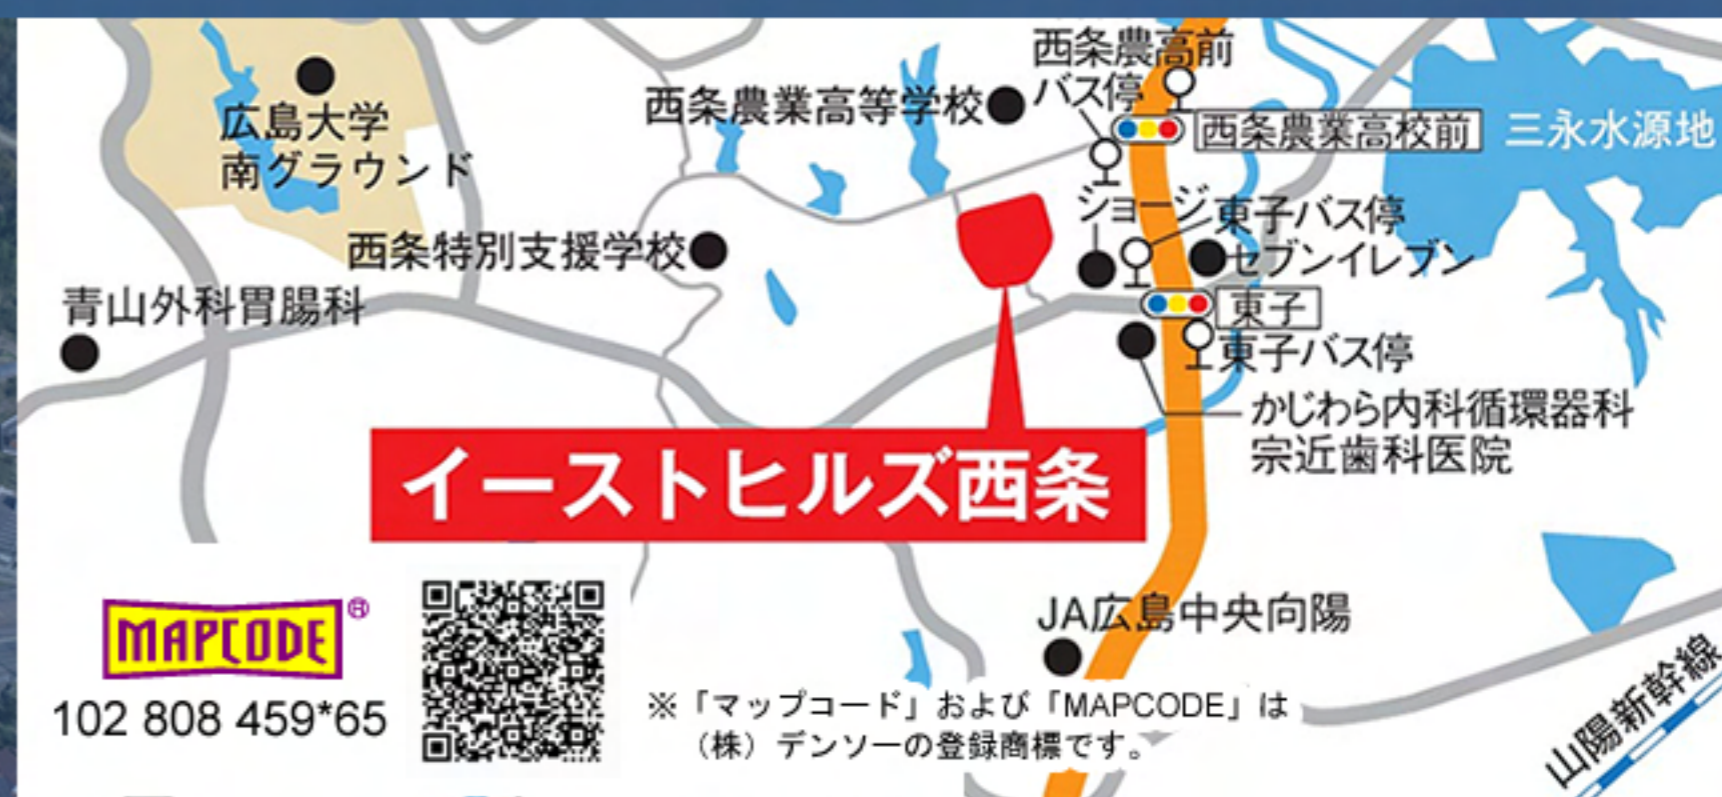 西条農高前
バス停
西条農業高等学校
西条農業高校前
三永水源地
広島大学
南グラウンド
ショージ
東子バス停
セブンイレブン
西条特別支援学校
青山外科胃腸科
東子
東子バス停
かじわら内科循環器科
宗近歯科医院
イーストヒルズ西条
JA広島中央向陽
MAPCODE®
102 808 459*65
※「マップコード」および「MAPCODE」は
（株）デンソーの登録商標です。
山陽新幹線